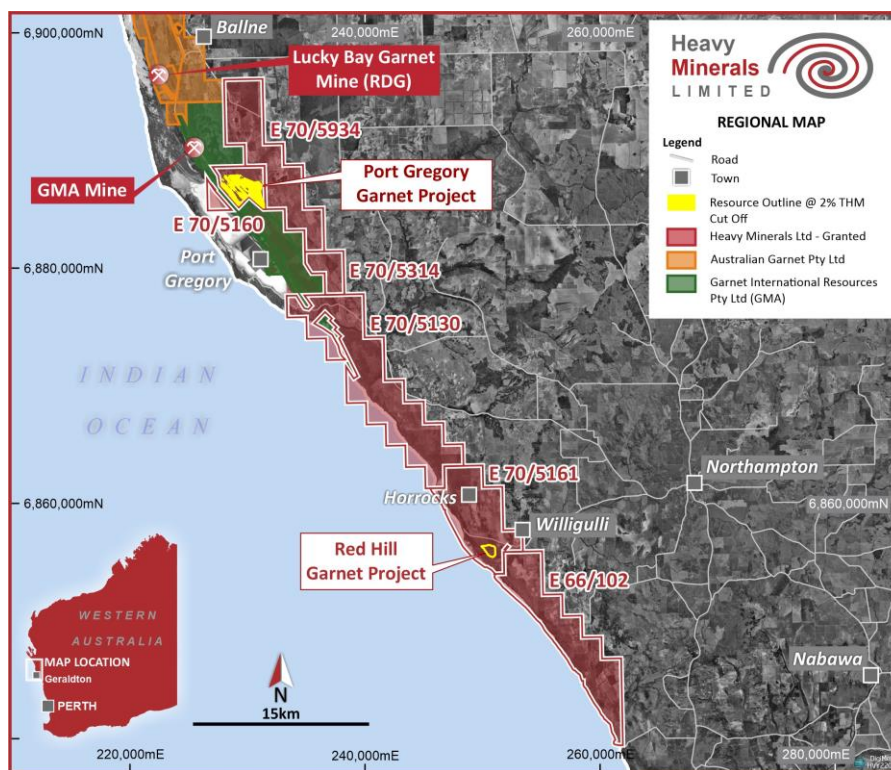 6,900,000mN
Ballne
240,000mE
260,000mE
Lucky Bay Garnet
Mine (RDG)
E 70/5934
GMA Mine
Port Gregory
Garnet Project
E 70/5160
Port
Gregory
6,880,000mN
E 70/5314
E 70/5130
INDIAN
OCEAN
E 70/5161
Horrocks
Northampton
6,860,000mN
6,860,000mN
Willigulli
Red Hill
Garnet Project
E 66/102
Nabawa
Heavy
Minerals
LIMITED
REGIONAL MAP
Legend
Road
Town
Resource Outline @ 2% THM
Cut Off
Heavy Minerals Ltd - Granted
Australian Garnet Pty Ltd
Garnet International Resources
Pty Ltd (GMA)
WESTERN
AUSTRALIA
MAP LOCATION
Geraldton
PERTH
N
15km
220,000mE
240,000mE
260,000mE
280,000mE